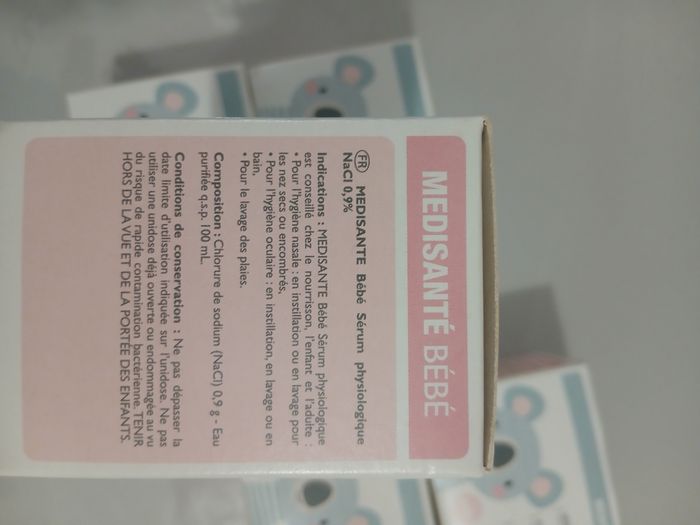 MEDISANTÉ BÉBÉ
FR MEDISANTE Bébé Sérum physiologique
NaCl 0,9%
Indications : MEDISANTE Bébé Sérum physiologique
est conseillé chez le nourrisson, l'enfant et l'adulte :
• Pour l'hygiène nasale : en instillation ou en lavage pour
les nez secs ou encombrés,
• Pour l'hygiène oculaire : en instillation, en lavage ou en
bain,
• Pour le lavage des plaies.
Composition : Chlorure de sodium (NaCl) 0,9 g - Eau
purifiée q.s.p. 100 mL.
Conditions de conservation : Ne pas dépasser la
date limite d'utilisation indiquée sur l'unidose. Ne pas
utiliser une unidose déjà ouverte ou endommagée au vu
du risque de rapide contamination bactérienne. TENIR
HORS DE LA VUE ET DE LA PORTÉE DES ENFANTS.